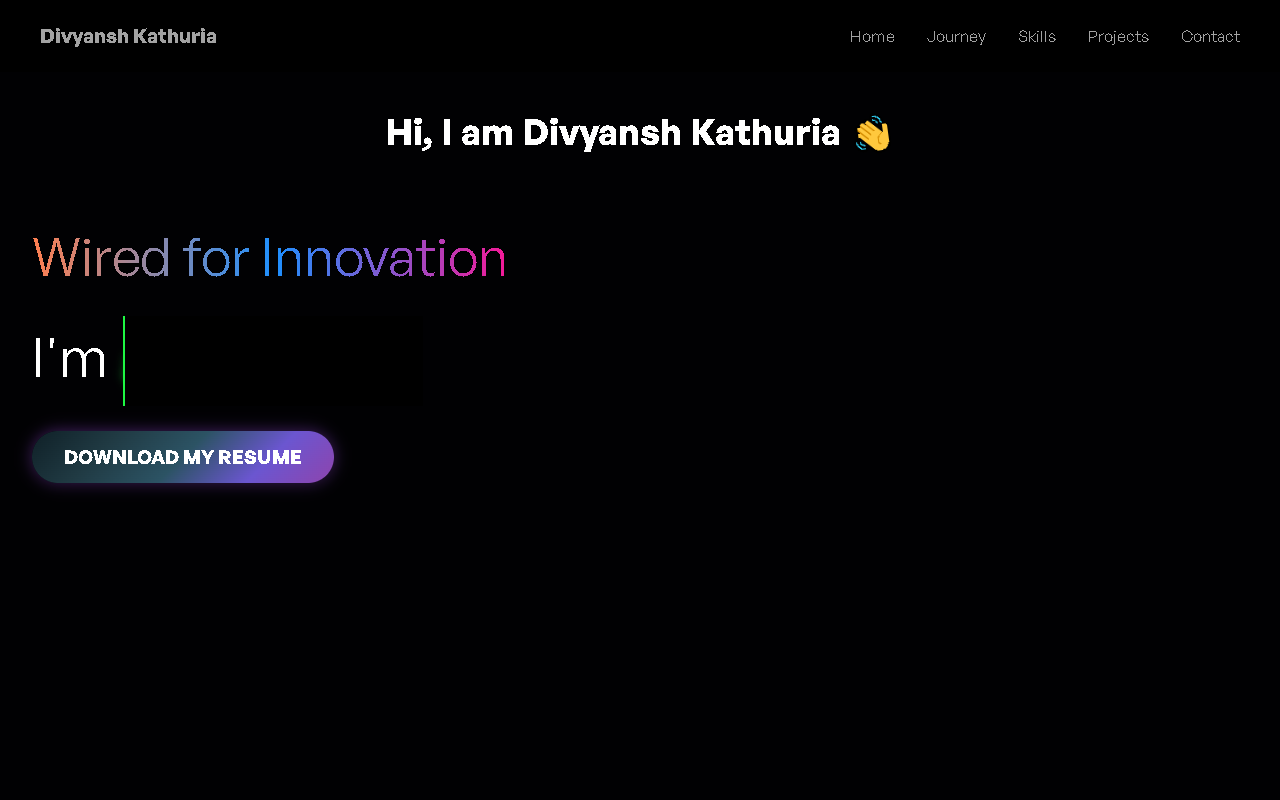 Divyansh Kathuria
Home Journey Skills Projects Contact
Hi, I am Divyansh Kathuria 👋
Wired for Innovation
I'm
DOWNLOAD MY RESUME